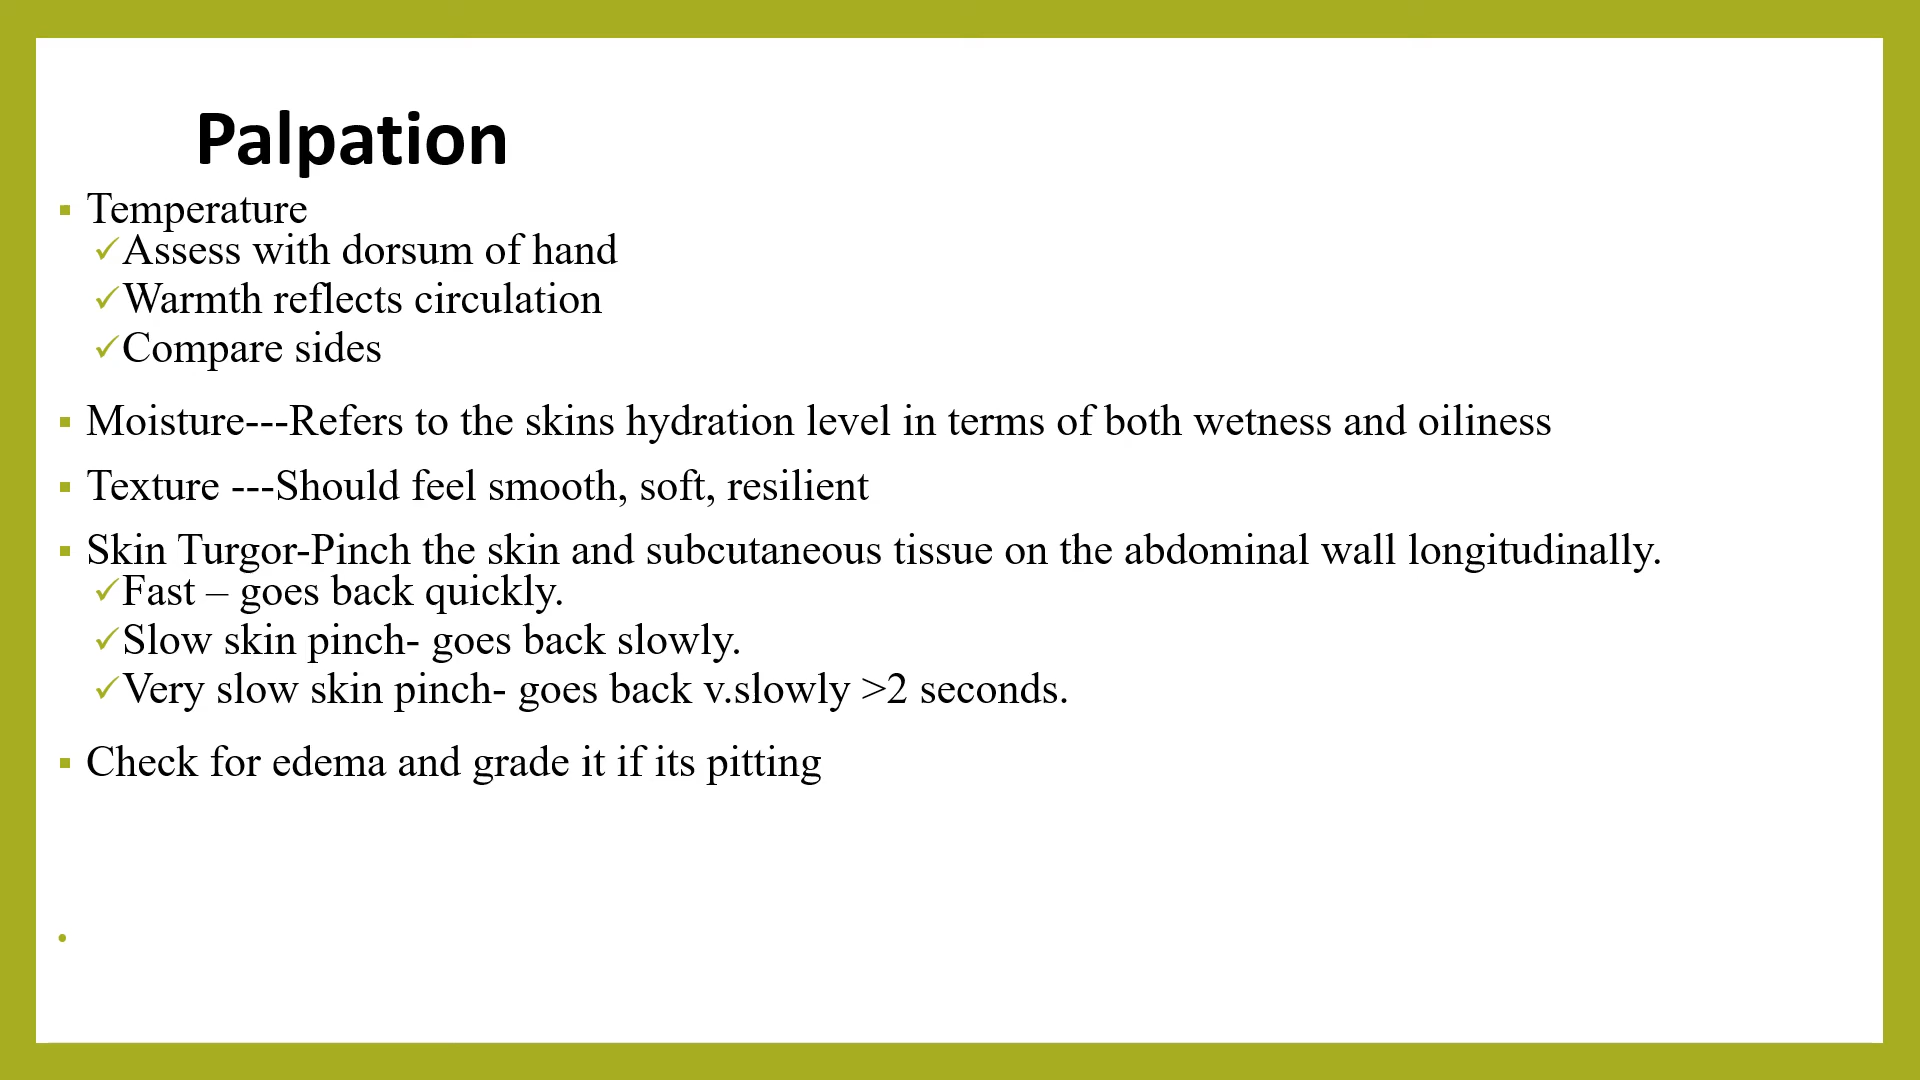 Palpation
▪ Temperature
✓Assess with dorsum of hand
✓Warmth reflects circulation
✓Compare sides
▪ Moisture---Refers to the skins hydration level in terms of both wetness and oiliness
▪ Texture ---Should feel smooth, soft, resilient
▪ Skin Turgor-Pinch the skin and subcutaneous tissue on the abdominal wall longitudinally.
✓Fast – goes back quickly.
✓Slow skin pinch- goes back slowly.
✓Very slow skin pinch- goes back v.slowly >2 seconds.
▪ Check for edema and grade it if its pitting
•